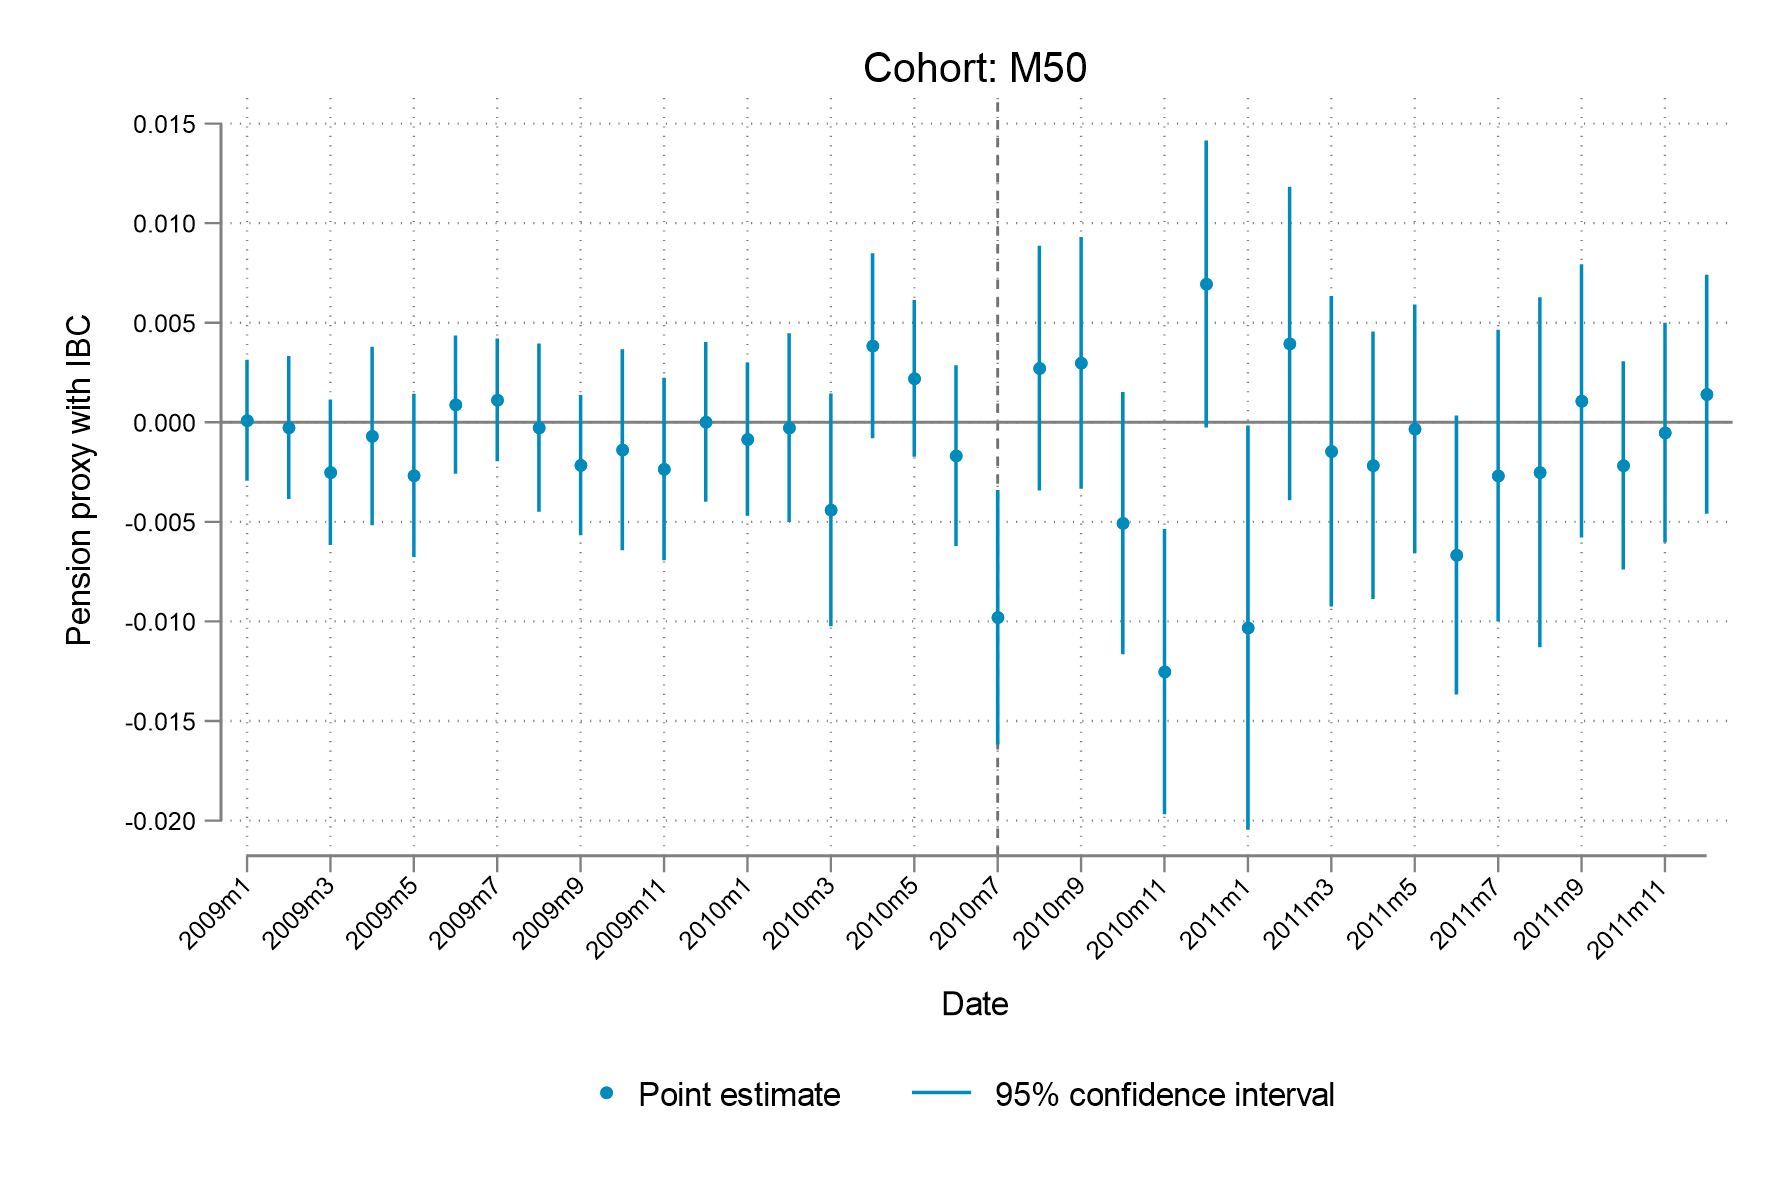 Cohort: M50
0.015
0.010
0.005
0.000
-0.005
-0.010
-0.015
-0.020
Pension proxy with IBC
2009m1
2009m3
2009m5
2009m7
2009m9
2009m11
2010m1
2010m3
2010m5
2010m7
2010m9
2010m11
2011m1
2011m3
2011m5
2011m7
2011m9
2011m11
Date
Point estimate
95% confidence interval